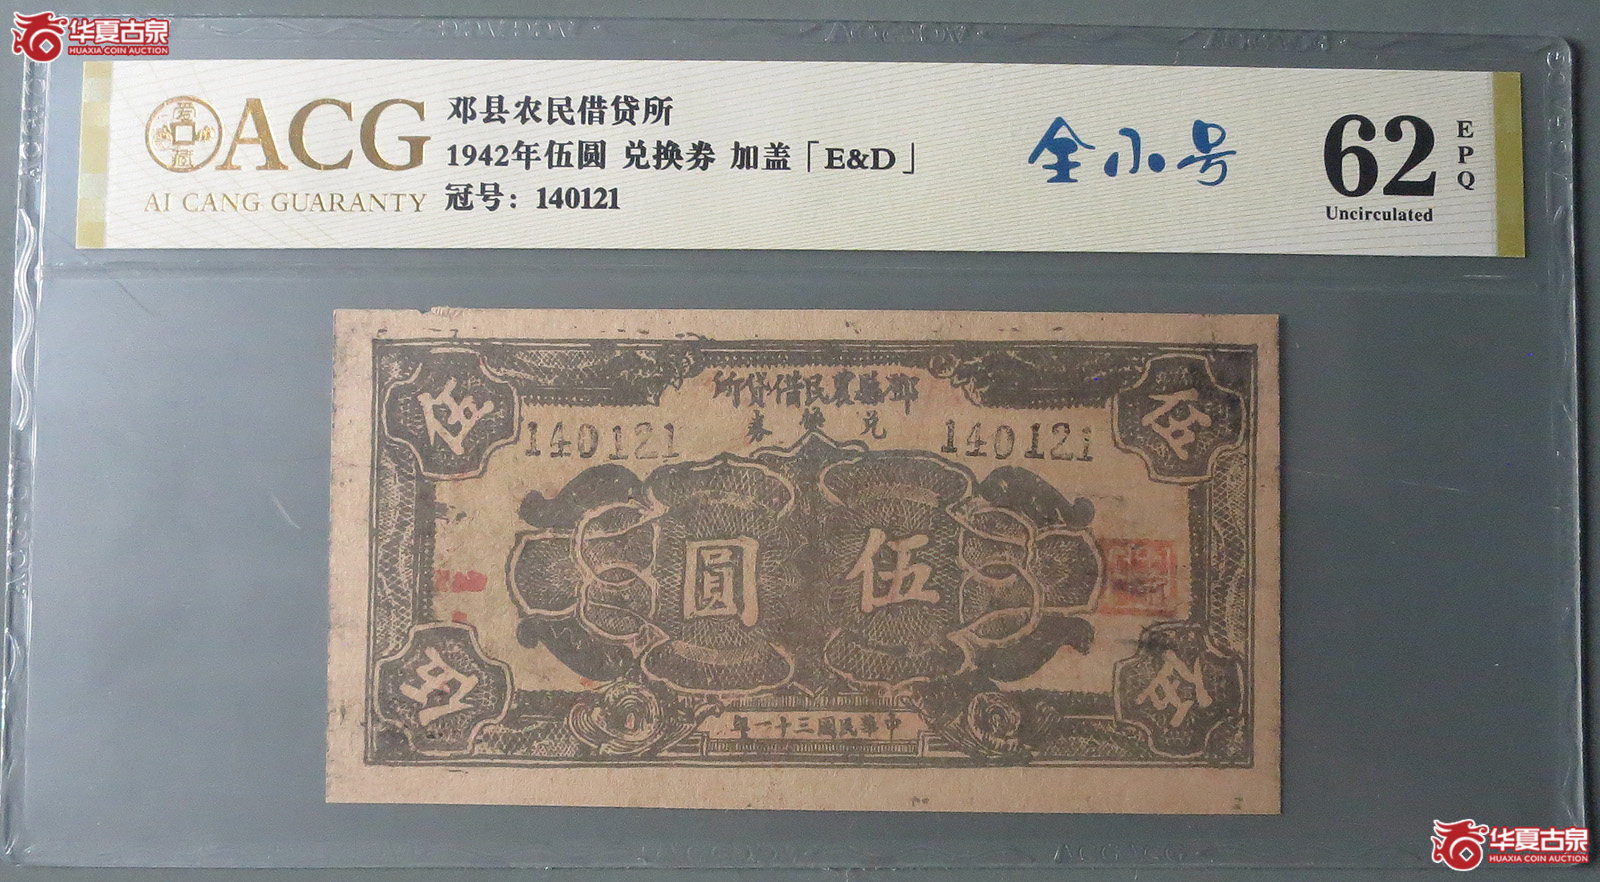 华夏古泉
HUAXIA COIN AUCTION
ACG
AI CANG GUARANTY
邓县农民借贷所
1942年伍圆 兑换券 加盖「E&D」
冠号：140121
全小号
62
EPQ
Uncirculated
所貸借民農縣鄧
券換兌
伍
伍
140121
140121
圓伍
伍
伍
年一十三國民華中
华夏古泉
HUAXIA COIN AUCTION